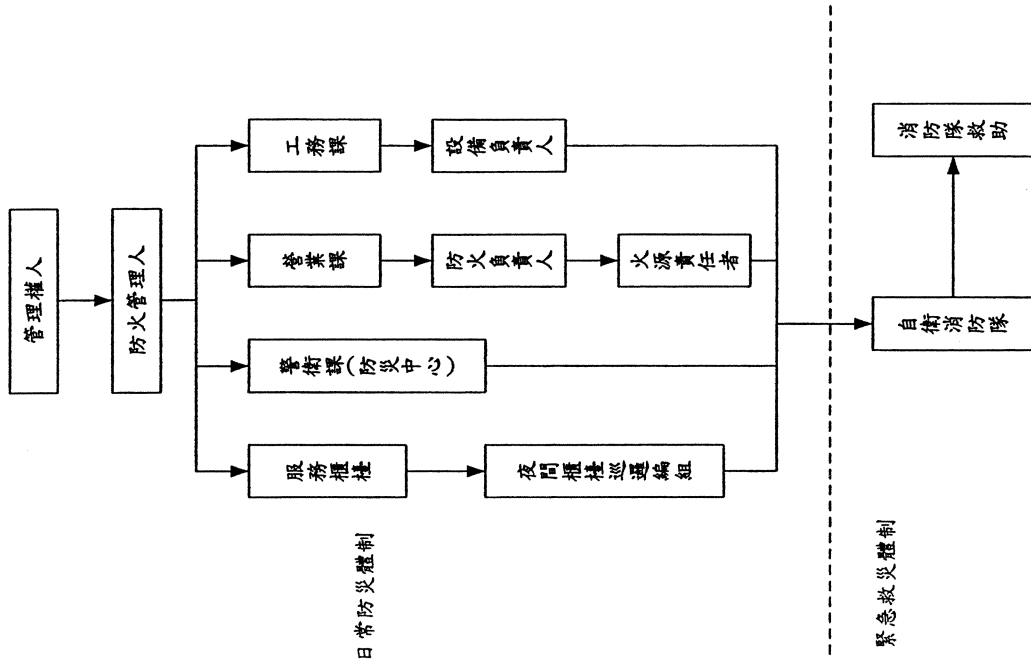 管理權人
防火管理人
服務櫃檯
警衛課(防災中心)
營業課
工務課
夜間櫃檯巡邏編組
防火負責人
設備負責人
火源責任者
日常防災體制
緊急救災體制
自衛消防隊
消防隊救助